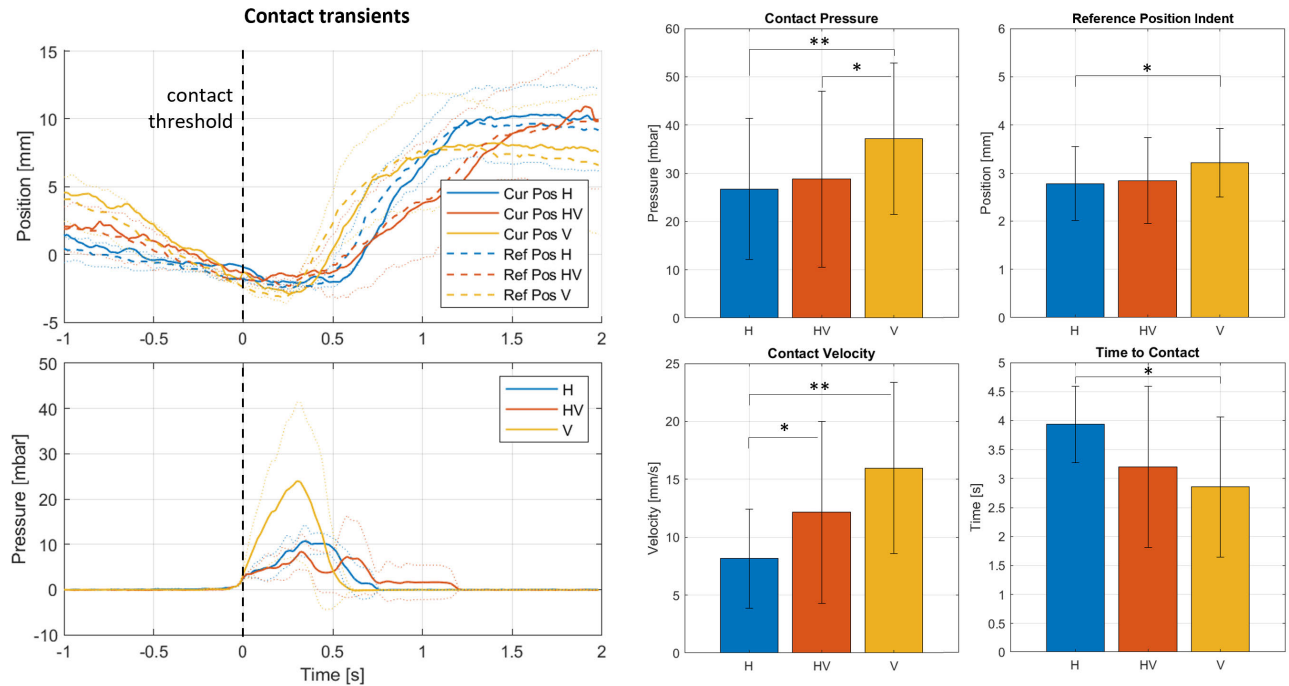 Contact transients
15
10
5
0
-5
Position [mm]
contact
threshold
Cur Pos H
Cur Pos HV
Cur Pos V
Ref Pos H
Ref Pos HV
Ref Pos V
-1 -0.5 0 0.5 1 1.5 2
50
40
30
20
10
0
-10
Pressure [mbar]
H
HV
V
-1 -0.5 0 0.5 1 1.5 2
Time [s]
Contact Pressure
60
50
40
30
20
10
0
Pressure [mbar]
**
*
H HV V
Reference Position Indent
6
5
4
3
2
1
0
Position [mm]
*
H HV V
Contact Velocity
25
20
15
10
5
0
Velocity [mm/s]
**
*
H HV V
Time to Contact
5
4.5
4
3.5
3
2.5
2
1.5
1
0.5
0
Time [s]
*
H HV V